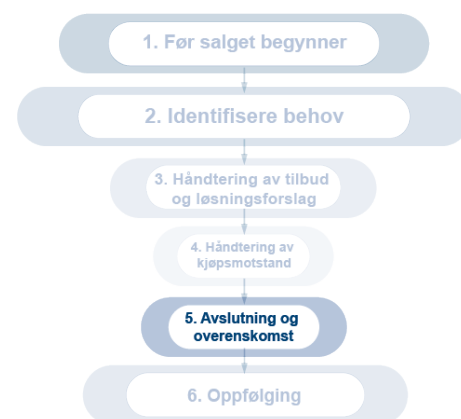 1. Før salget begynner
2. Identifisere behov
3. Håndtering av tilbud
og løsningsforslag
4. Håndtering av
kjøpsmotstand
5. Avslutning og
overenskomst
6. Oppfølging